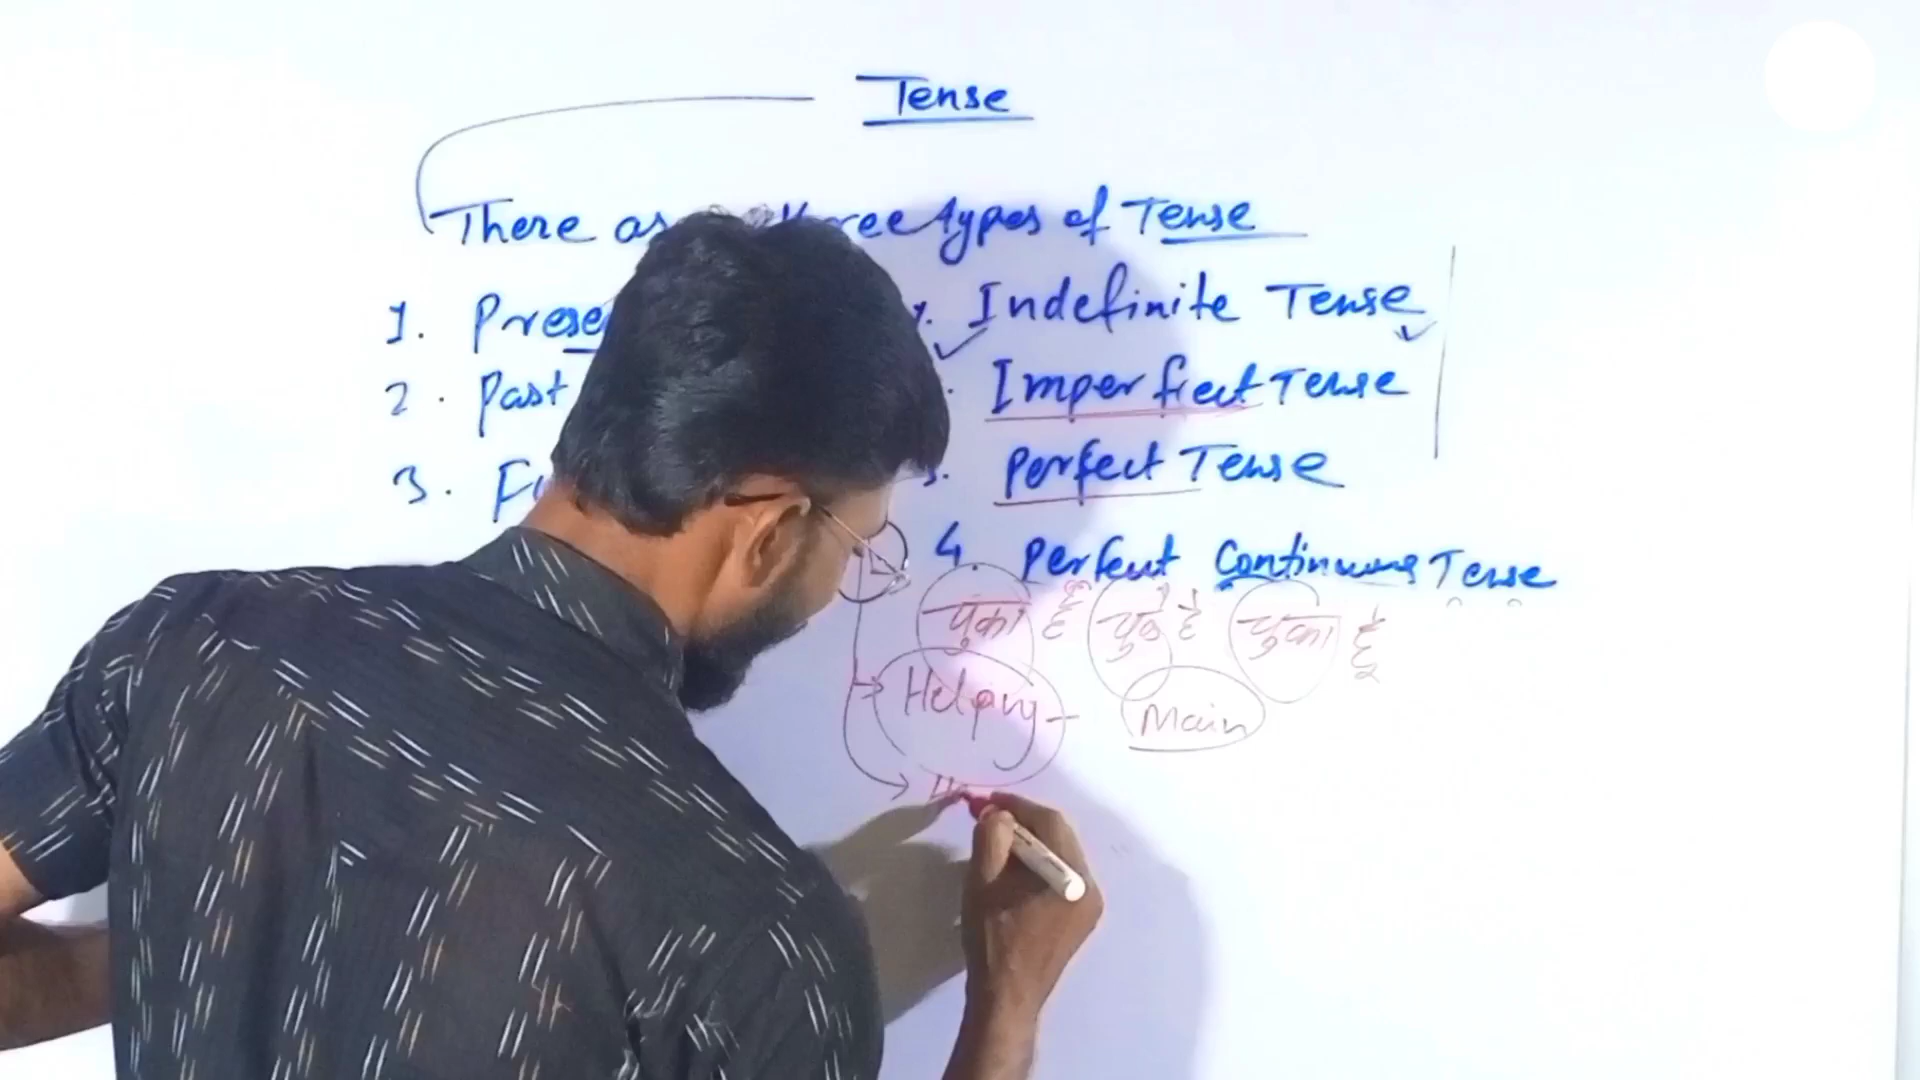 Tense
There three types of Tense
1. Indefinite Tense
2. Past Imperfect Tense
3. Perfect Tense
4. Perfect Continuous Tense
चुका है चुके है चुका हूँ
Helping Main